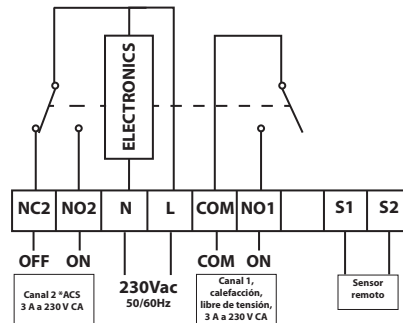 ELECTRONICS
NC2 NO2 N L COM NO1 S1 S2
OFF ON 230Vac COM ON
50/60Hz
Canal 2 *ACS
3 A a 230 V CA
Canal 1,
calefacción,
libre de tensión,
3 A a 230 V CA
Sensor
remoto